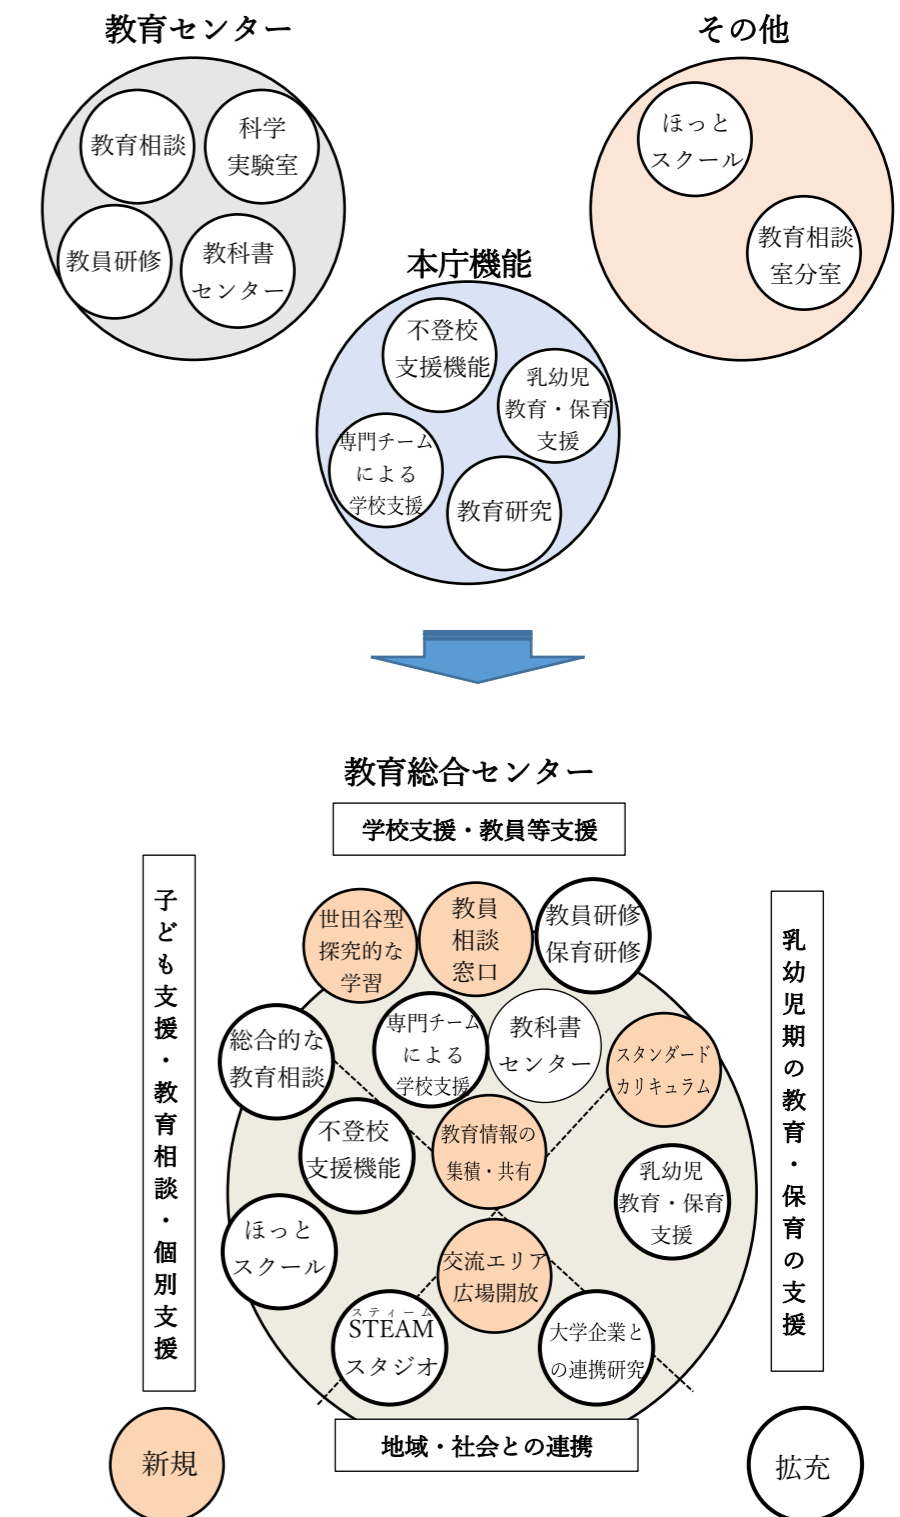 教育センター
教育相談
科学
実験室
教員研修
教科書
センター
その他
ほっと
スクール
教育相談
室分室
本庁機能
不登校
支援機能
乳幼児
教育・保育
支援
専門チーム
による
学校支援
教育研究
教育総合センター
学校支援・教員等支援
子ども支援・教育相談・個別支援
乳幼児期の教育・保育の支援
世田谷型
探究的な
学習
教員
相談
窓口
教員研修
保育研修
総合的な
教育相談
専門チーム
による
学校支援
教科書
センター
スタンダード
カリキュラム
不登校
支援機能
教育情報の
集積・共有
乳幼児
教育・保育
支援
ほっと
スクール
交流エリア
広場開放
スティーム
STEAM
スタジオ
大学企業と
の連携研究
地域・社会との連携
新規
拡充